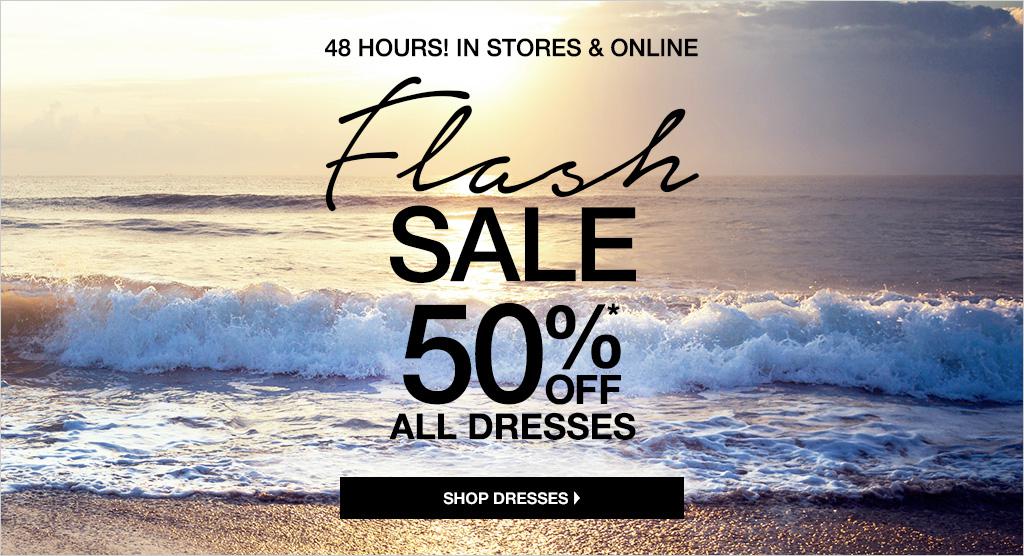 48 HOURS! IN STORES & ONLINE
Flash
SALE
50%*
OFF
ALL DRESSES
SHOP DRESSES